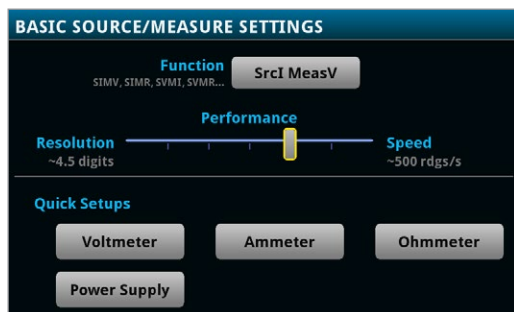 BASIC SOURCE/MEASURE SETTINGS
Function
SIMV, SIMR, SVMI, SVMR...
SrcI MeasV
Performance
Resolution
~4.5 digits
Speed
~500 rdgs/s
Quick Setups
Voltmeter
Ammeter
Ohmmeter
Power Supply